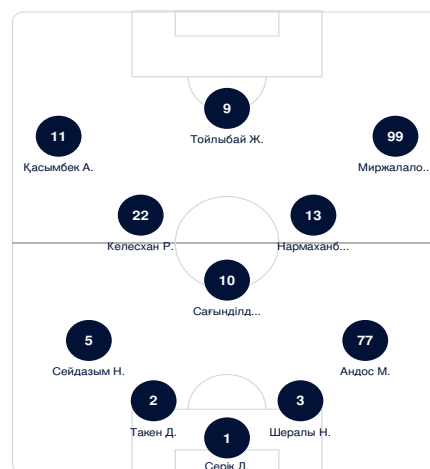 9
Тойлыбай Ж.
11
Қасымбек А.
99
Миржалало...
22
Келесхан Р.
13
Нармаханб...
10
Сағынділд...
5
Сейдазым Н.
77
Андос М.
2
Такен Д.
3
Шералы Н.
1
Серік Д.